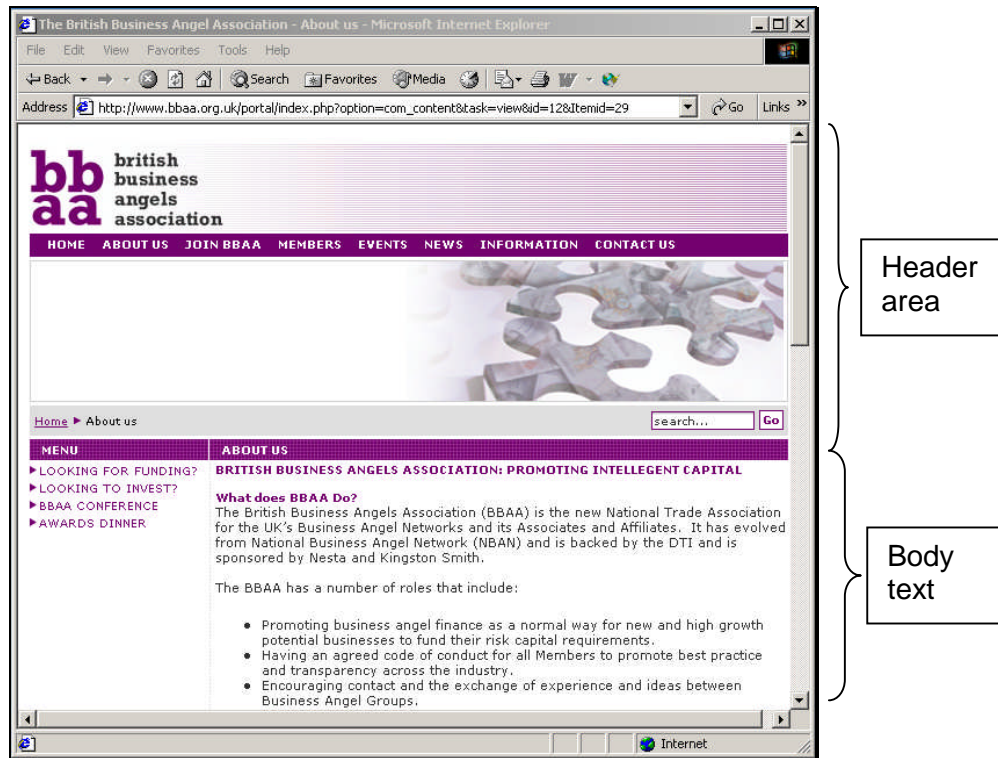 The British Business Angel Association - About us - Microsoft Internet Explorer
File Edit View Favorites Tools Help
Back Search Favorites Media
Address http://www.bbaa.org.uk/portal/index.php?option=com_content&task=view&id=12&Itemid=29 Go Links »
bb
aa
british
business
angels
association
HOME ABOUT US JOIN BBAA MEMBERS EVENTS NEWS INFORMATION CONTACT US
Header
area
Home ► About us
search... Go
MENU
►LOOKING FOR FUNDING?
►LOOKING TO INVEST?
►BBAA CONFERENCE
►AWARDS DINNER
ABOUT US
BRITISH BUSINESS ANGELS ASSOCIATION: PROMOTING INTELLEGENT CAPITAL
What does BBAA Do?
The British Business Angels Association (BBAA) is the new National Trade Association
for the UK's Business Angel Networks and its Associates and Affiliates. It has evolved
from National Business Angel Network (NBAN) and is backed by the DTI and is
sponsored by Nesta and Kingston Smith.
The BBAA has a number of roles that include:
• Promoting business angel finance as a normal way for new and high growth
potential businesses to fund their risk capital requirements.
• Having an agreed code of conduct for all Members to promote best practice
and transparency across the industry.
• Encouraging contact and the exchange of experience and ideas between
Business Angel Groups.
Body
text
Internet